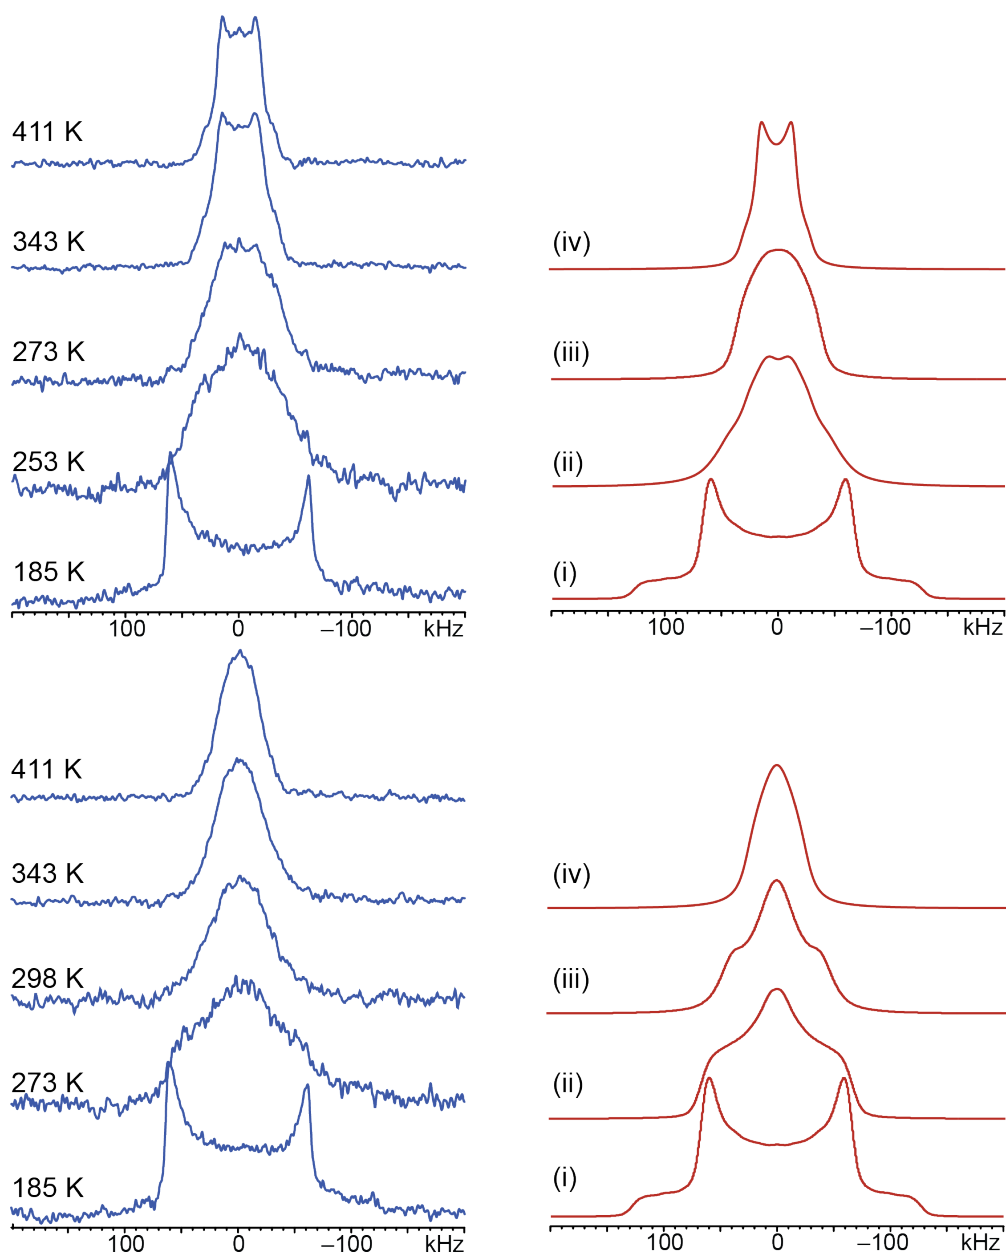 411 K
343 K
(iv)
273 K
(iii)
253 K
(ii)
185 K
(i)
100 0 −100 kHz
100 0 −100 kHz
411 K
343 K
(iv)
298 K
(iii)
273 K
(ii)
185 K
(i)
100 0 −100 kHz
100 0 −100 kHz